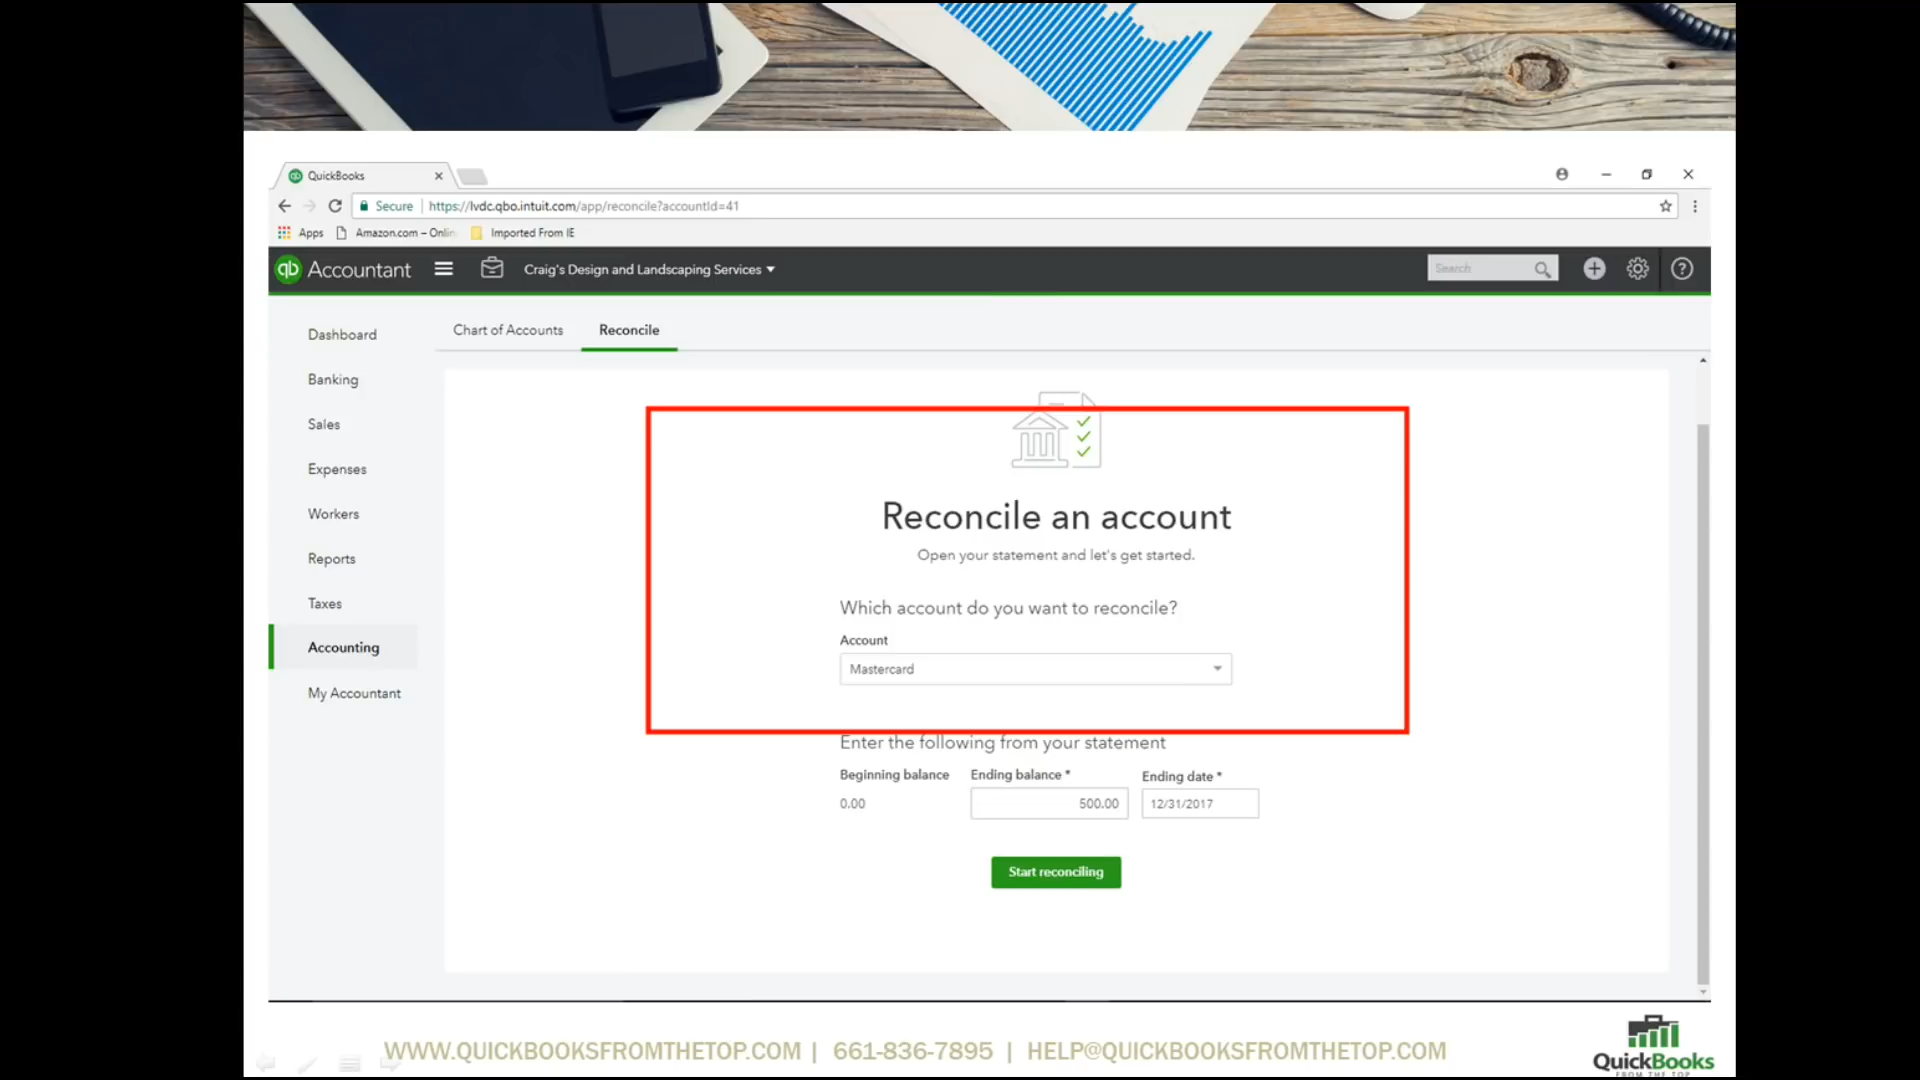 QuickBooks
Secure https://lvdc.qbo.intuit.com/app/reconcile?accountId=41
Apps Amazon.com – Onlin Imported From IE
qb Accountant Craig's Design and Landscaping Services Search
Chart of Accounts Reconcile
Dashboard
Banking
Sales
Expenses
Workers
Reports
Taxes
Accounting
My Accountant
Reconcile an account
Open your statement and let's get started.
Which account do you want to reconcile?
Account
Mastercard
Enter the following from your statement
Beginning balance Ending balance * Ending date *
0.00 500.00 12/31/2017
Start reconciling
WWW.QUICKBOOKSFROMTHETOP.COM | 661-836-7895 | HELP@QUICKBOOKSFROMTHETOP.COM
QuickBooks
FROM THE TOP